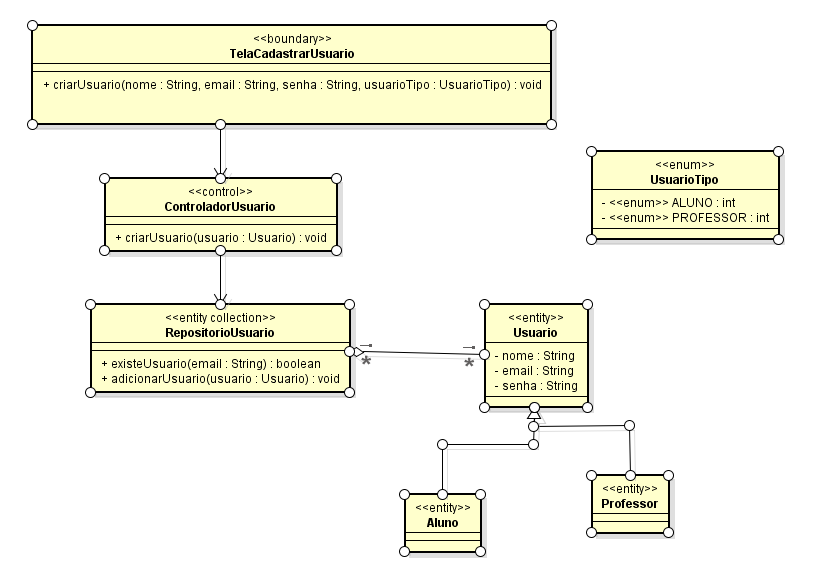 <<boundary>>
TelaCadastrarUsuario
+ criarUsuario(nome : String, email : String, senha : String, usuarioTipo : UsuarioTipo) : void
<<enum>>
UsuarioTipo
- <<enum>> ALUNO : int
- <<enum>> PROFESSOR : int
<<control>>
ControladorUsuario
+ criarUsuario(usuario : Usuario) : void
<<entity collection>>
RepositorioUsuario
+ existeUsuario(email : String) : boolean
+ adicionarUsuario(usuario : Usuario) : void
*
*
<<entity>>
Usuario
- nome : String
- email : String
- senha : String
<<entity>>
Aluno
<<entity>>
Professor